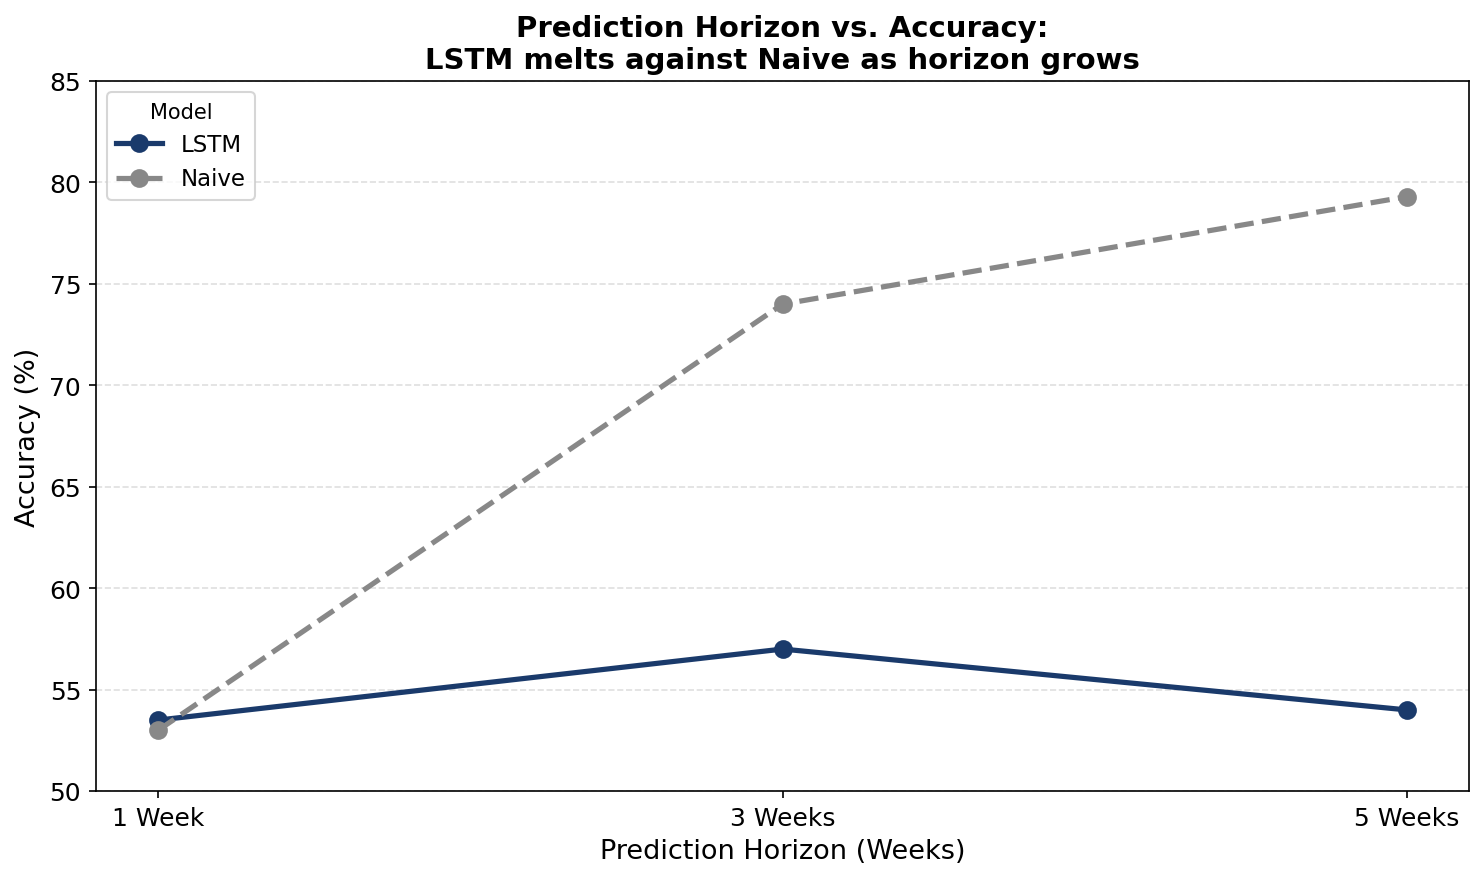 Prediction Horizon vs. Accuracy:
LSTM melts against Naive as horizon grows
Model
LSTM
Naive
Accuracy (%)
85
80
75
70
65
60
55
50
1 Week
3 Weeks
5 Weeks
Prediction Horizon (Weeks)